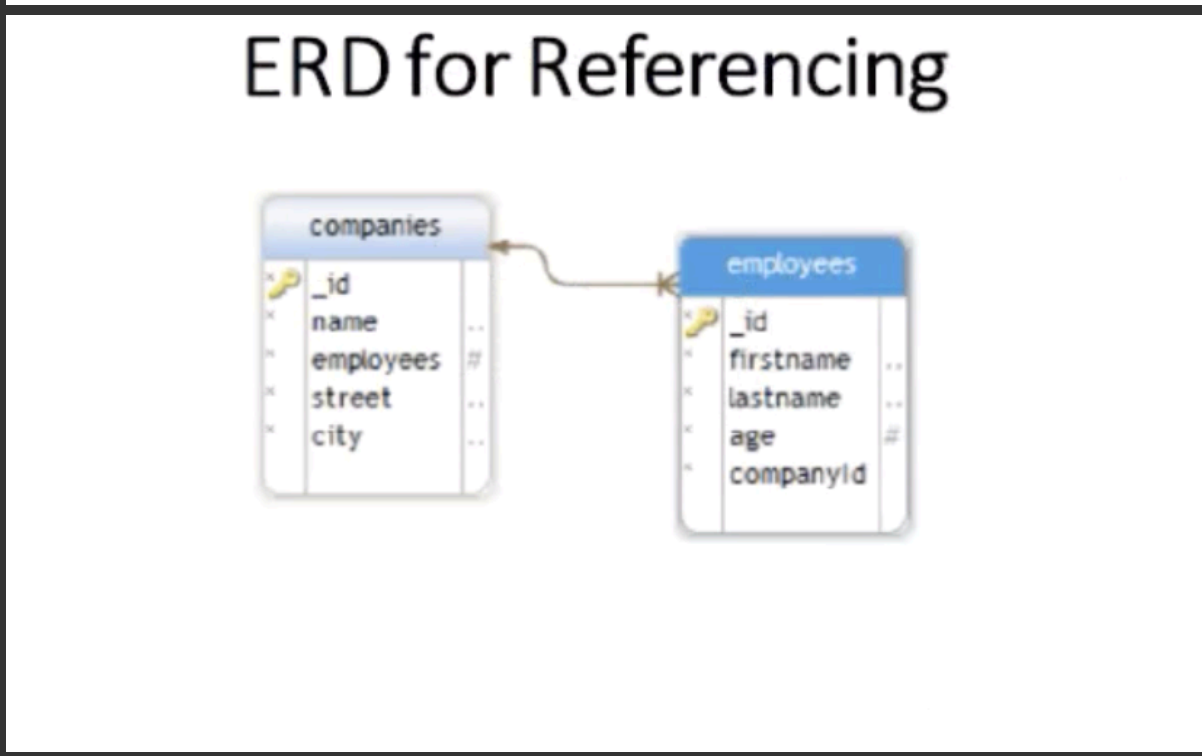 ERD for Referencing
companies
_id
name ..
employees #
street ..
city ..
employees
_id
firstname ..
lastname ..
age #
companyId